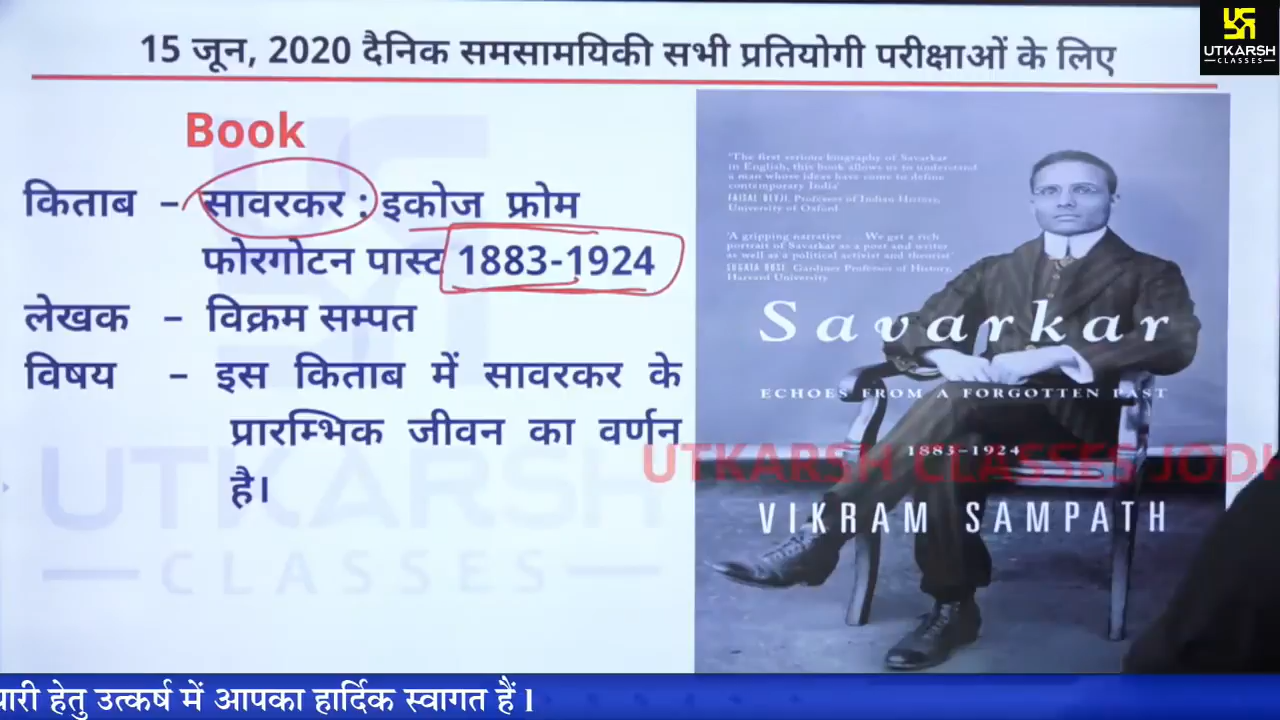 15 जून, 2020 दैनिक समसामयिकी सभी प्रतियोगी परीक्षाओं के लिए
UTKARSH
CLASSES
Book
किताब – सावरकर : इकोज फ्रोम
फोरगोटन पास्ट 1883-1924
लेखक – विक्रम सम्पत
विषय – इस किताब में सावरकर के
प्रारम्भिक जीवन का वर्णन
है।
'The first serious biography of Savarkar
in English, this book allows us to understand
a man whose ideas have come to define
contemporary India'
FAISAL DEVJI, Professor of Indian History,
University of Oxford
'A gripping narrative ... We get a rich
portrait of Savarkar as a poet and writer
as well as a political activist and theorist'
SUGATA BOSE, Gardiner Professor of History,
Harvard University
Savarkar
ECHOES FROM A FORGOTTEN PAST
1883–1924
VIKRAM SAMPATH
UTKARSH CLASSES JODH
UTKARSH
CLASSES
यारी हेतु उत्कर्ष में आपका हार्दिक स्वागत हैं l